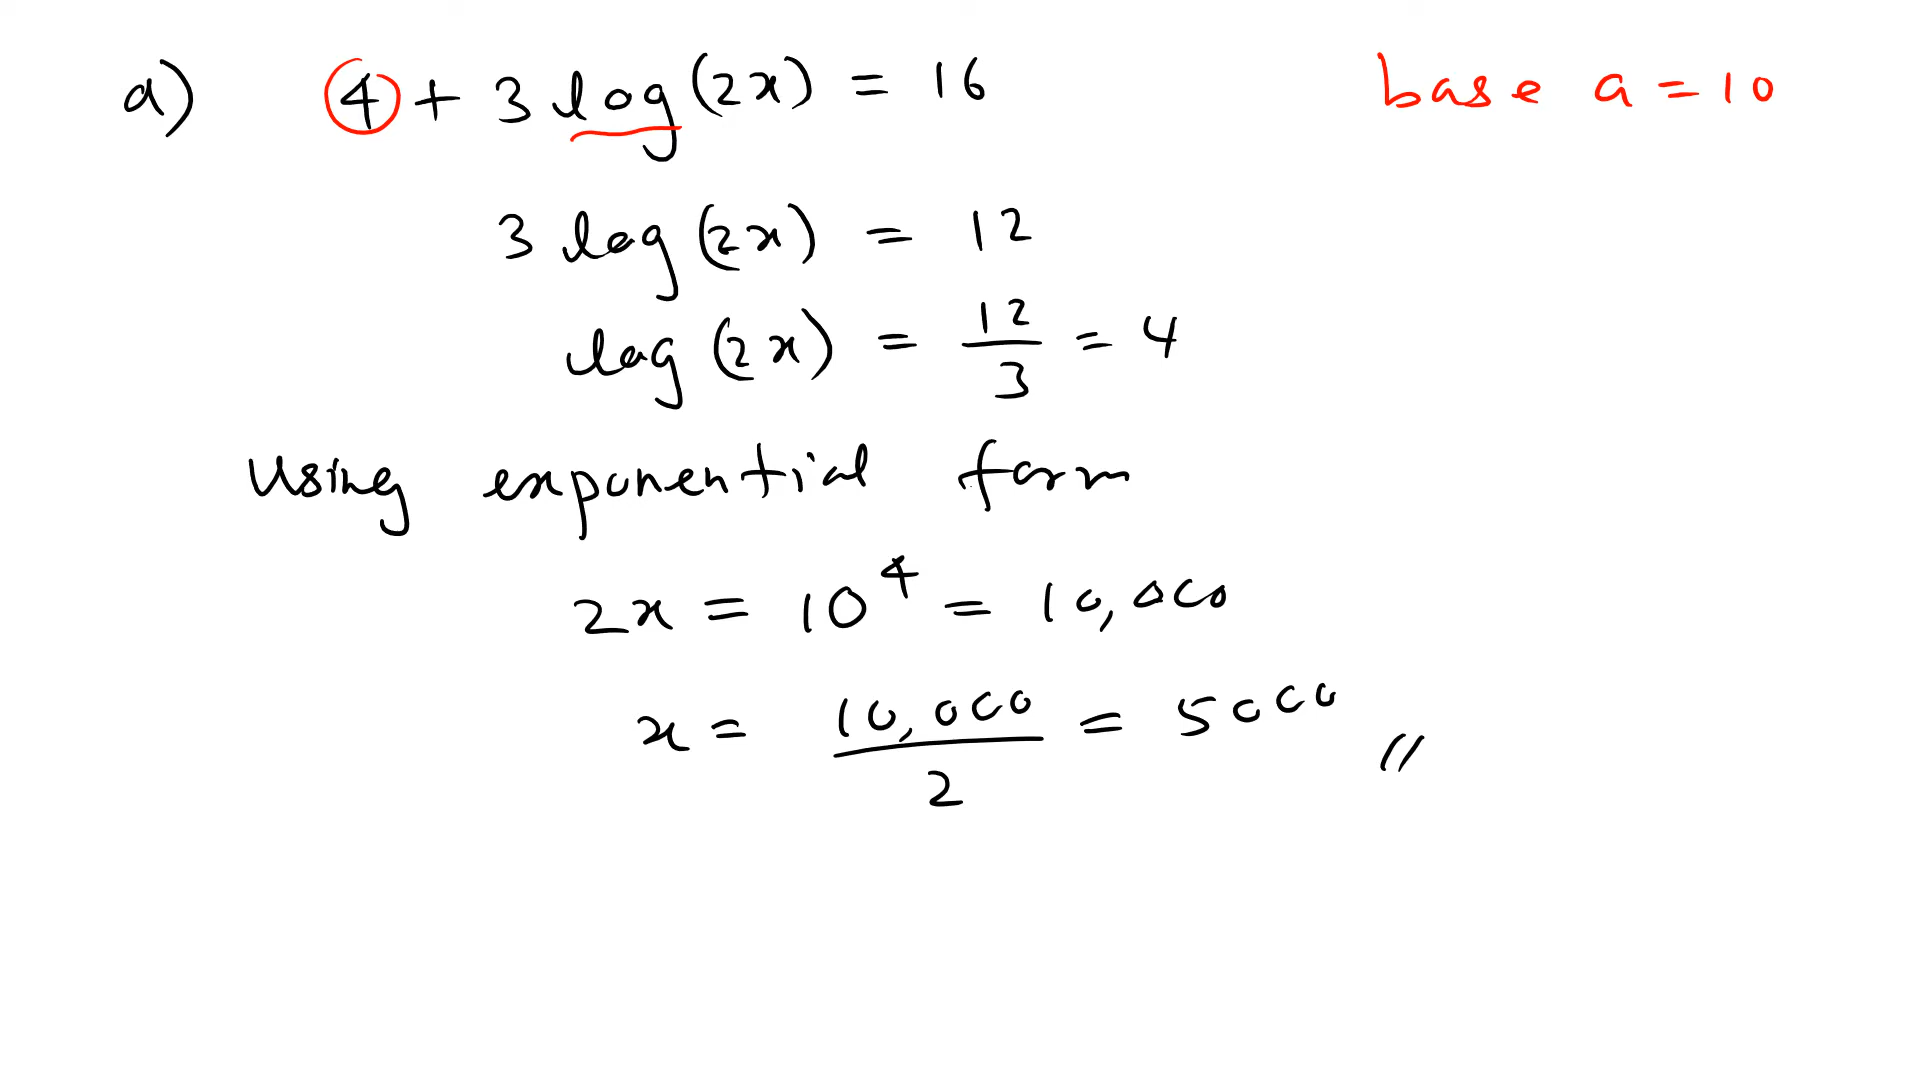 a) 4 + 3 log (2x) = 16 base a = 10
3 log (2x) = 12
log (2x) = 12/3 = 4
Using exponential form
2x = 10^4 = 10,000
x = 10,000/2 = 5000 //